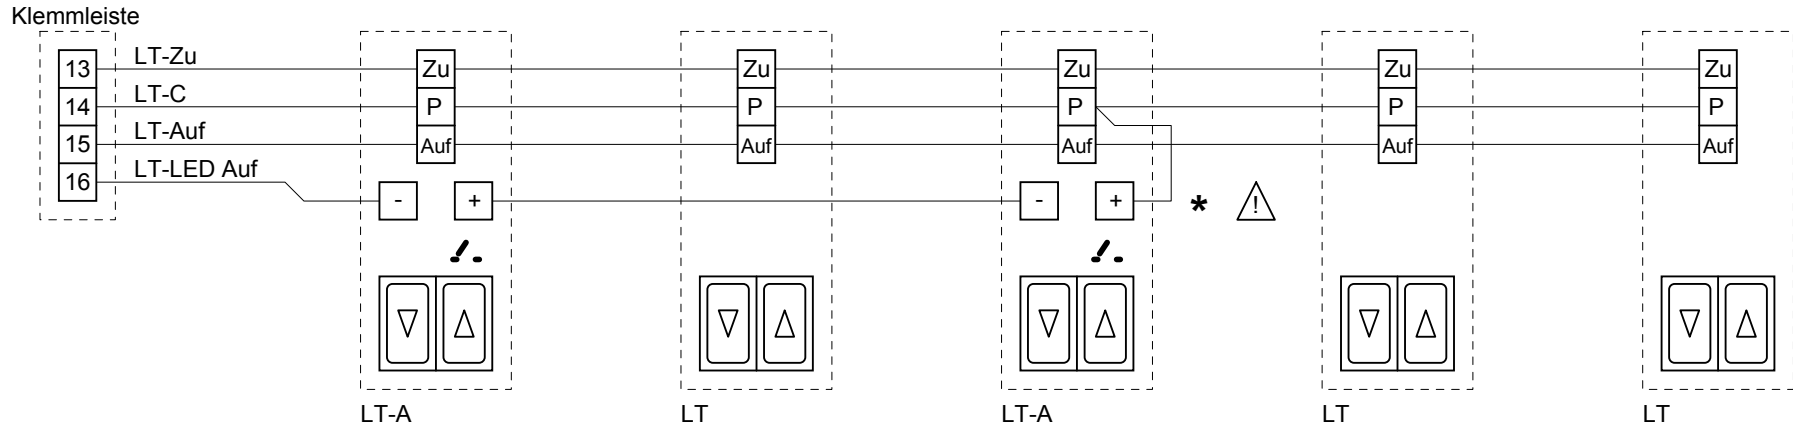 Klemmleiste
13 LT-Zu Zu Zu Zu Zu Zu
14 LT-C P P P P P
15 LT-Auf Auf Auf Auf Auf Auf
16 LT-LED Auf - + - + * !
LT-A LT LT-A LT LT